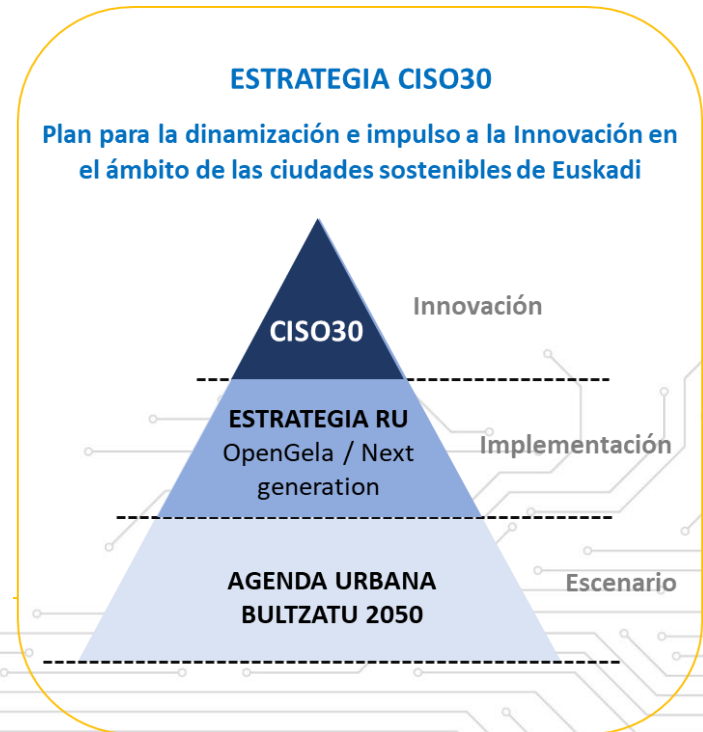 ESTRATEGIA CISO30
Plan para la dinamización e impulso a la Innovación en
el ámbito de las ciudades sostenibles de Euskadi
Innovación
CISO30
ESTRATEGIA RU
OpenGela / Next
generation
Implementación
AGENDA URBANA
BULTZATU 2050
Escenario